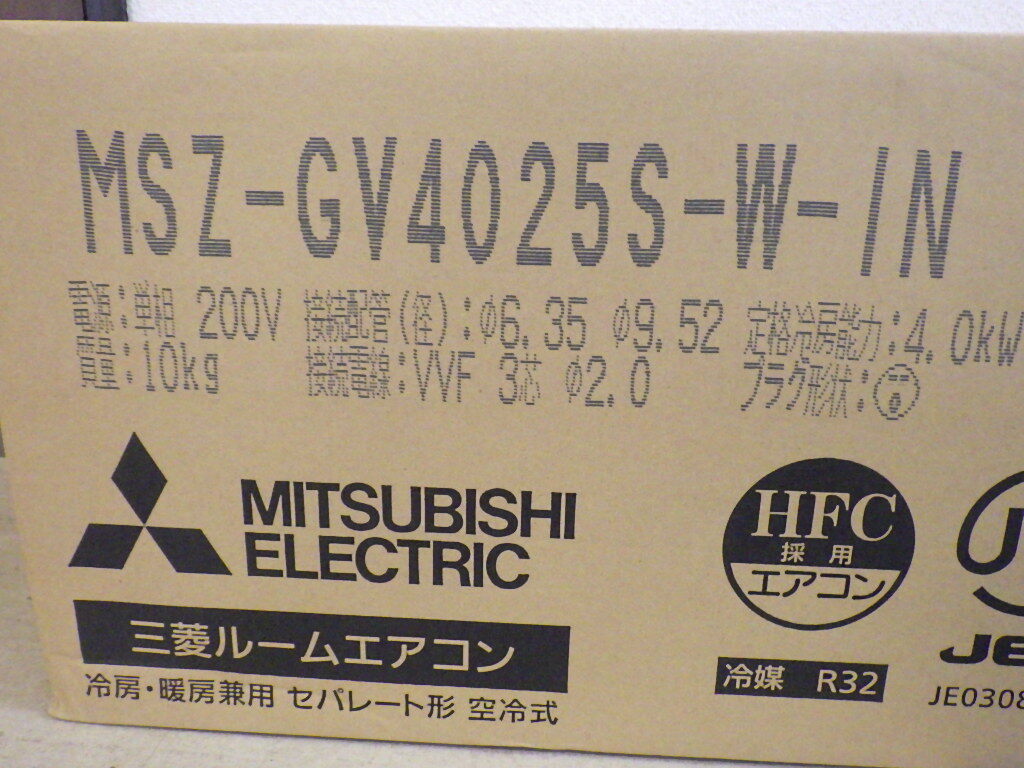 MSZ-GV4025S-W-IN
電源:単相 200V 接続配管(径):φ6.35 φ9.52 定格冷房能力:4.0kW
質量:10kg 接続電線:VVF 3芯 φ2.0 プラグ形状:
MITSUBISHI
ELECTRIC
三菱ルームエアコン
冷房・暖房兼用 セパレート形 空冷式
HFC
採用
エアコン
冷媒 R32
JE
JE0308